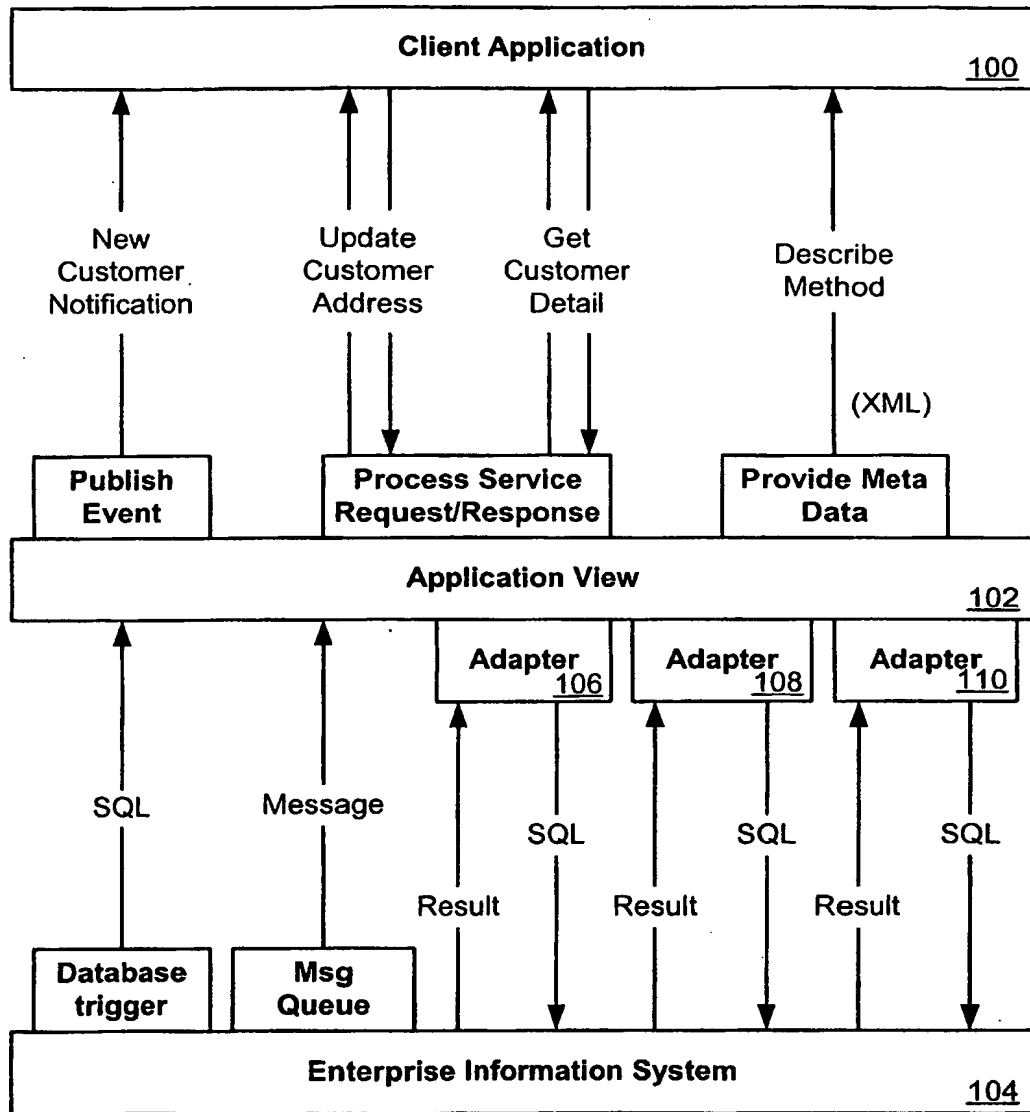 Client Application
100
New
Customer
Notification
Update
Customer
Address
Get
Customer
Detail
Describe
Method
(XML)
Publish
Event
Process Service
Request/Response
Provide Meta
Data
Application View
102
Adapter
106
Adapter
108
Adapter
110
SQL
Message
SQL
SQL
SQL
Result
Result
Result
Database
trigger
Msg
Queue
Enterprise Information System
104